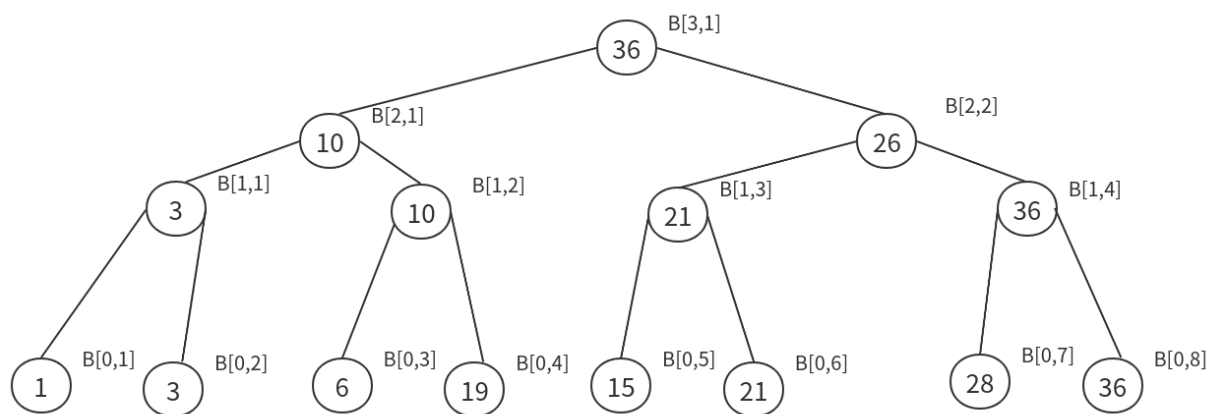 36 B[3,1]
10 B[2,1]
26 B[2,2]
3 B[1,1]
10 B[1,2]
21 B[1,3]
36 B[1,4]
1 B[0,1]
3 B[0,2]
6 B[0,3]
19 B[0,4]
15 B[0,5]
21 B[0,6]
28 B[0,7]
36 B[0,8]